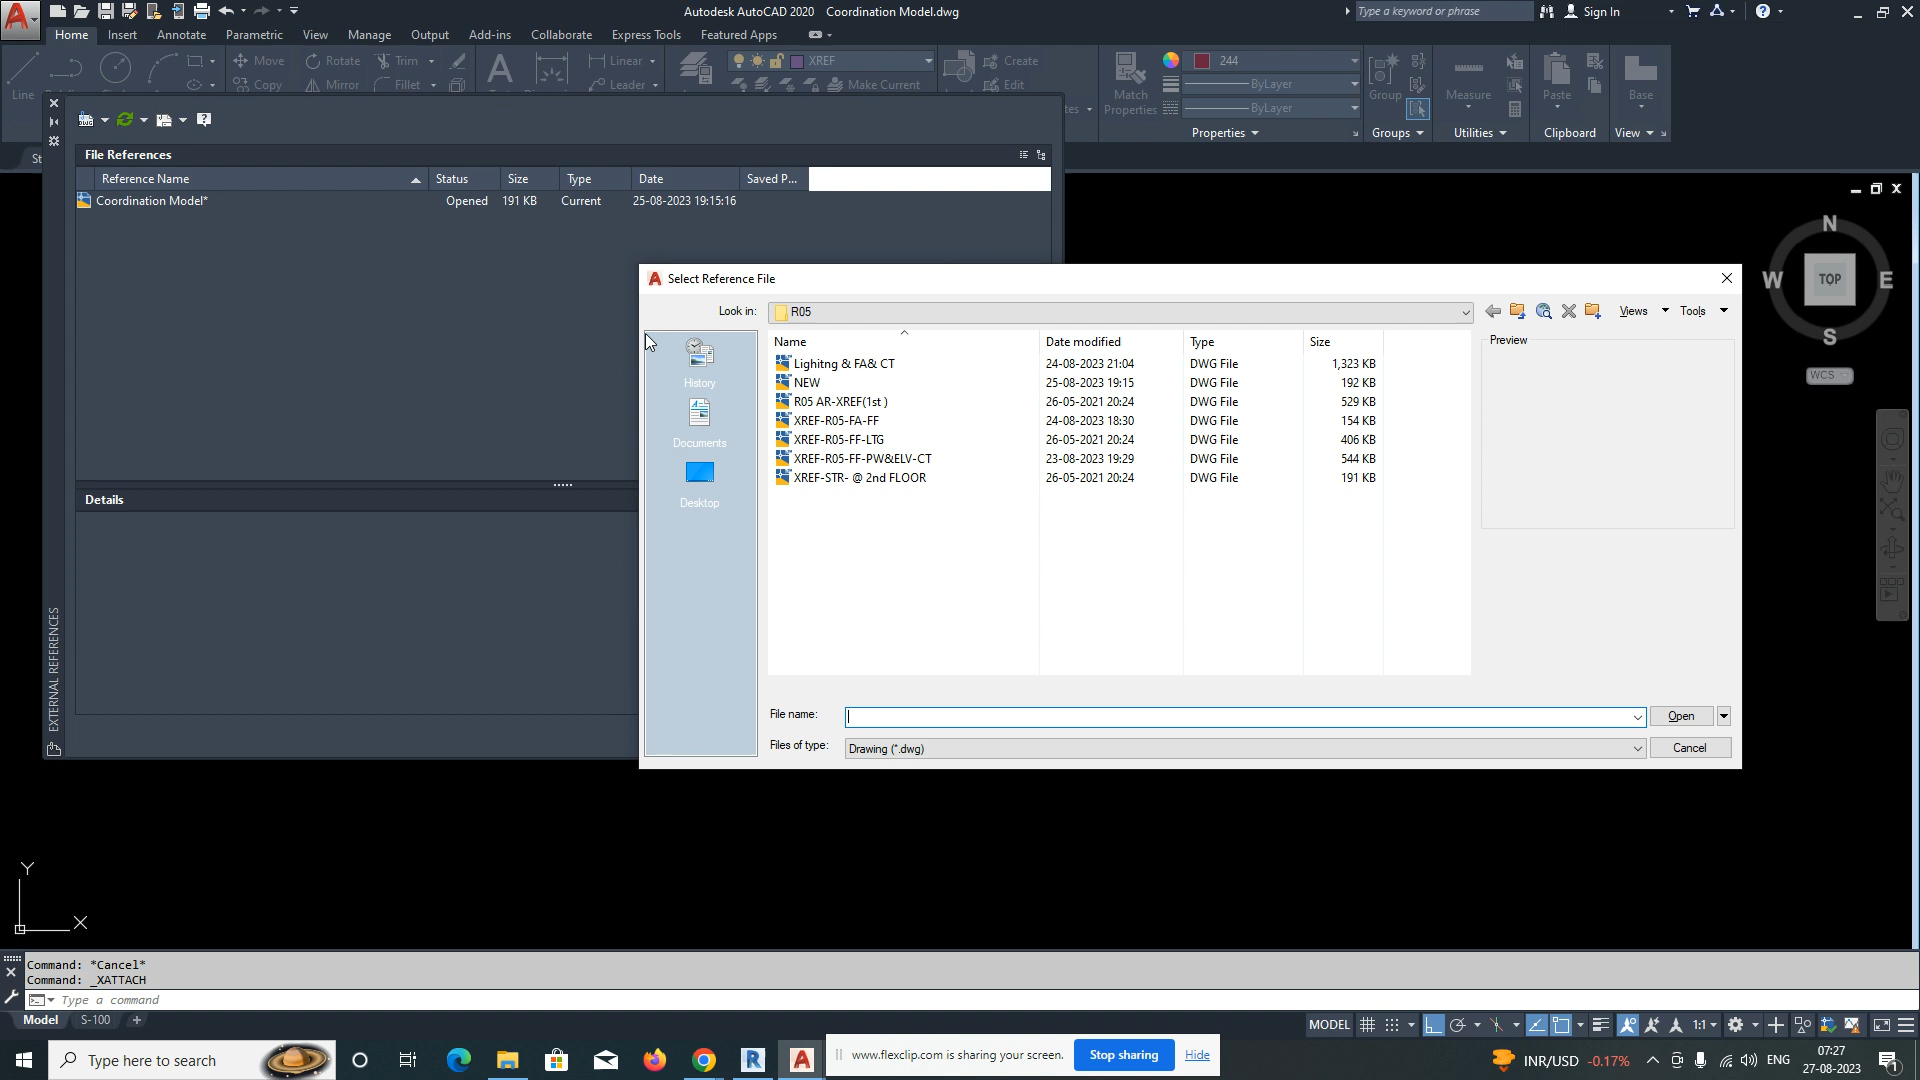 Autodesk AutoCAD 2020 Coordination Model.dwg
Type a keyword or phrase
Sign In
Home Insert Annotate Parametric View Manage Output Add-ins Collaborate Express Tools Featured Apps
Line
Move Rotate Trim
Copy Mirror Fillet
Linear
Leader
XREF
Make Current
Create
Edit
Match
Properties
244
ByLayer
ByLayer
Properties
Group
Groups
Measure
Utilities
Paste
Clipboard
Base
View
St
File References
Reference Name Status Size Type Date Saved P...
Coordination Model* Opened 191 KB Current 25-08-2023 19:15:16
Details
EXTERNAL REFERENCES
Select Reference File
Look in: R05
Views Tools
History
Documents
Desktop
Name Date modified Type Size
Lighitng & FA& CT 24-08-2023 21:04 DWG File 1,323 KB
NEW 25-08-2023 19:15 DWG File 192 KB
R05 AR-XREF(1st ) 26-05-2021 20:24 DWG File 529 KB
XREF-R05-FA-FF 24-08-2023 18:30 DWG File 154 KB
XREF-R05-FF-LTG 26-05-2021 20:24 DWG File 406 KB
XREF-R05-FF-PW&ELV-CT 23-08-2023 19:29 DWG File 544 KB
XREF-STR- @ 2nd FLOOR 26-05-2021 20:24 DWG File 191 KB
Preview
File name:
Open
Files of type: Drawing (*.dwg)
Cancel
N
W TOP E
S
WCS
Y
X
Command: *Cancel*
Command: _XATTACH
Type a command
Model S-100 +
MODEL 1:1
Type here to search
www.flexclip.com is sharing your screen. Stop sharing Hide
INR/USD -0.17%
ENG
07:27
27-08-2023
1